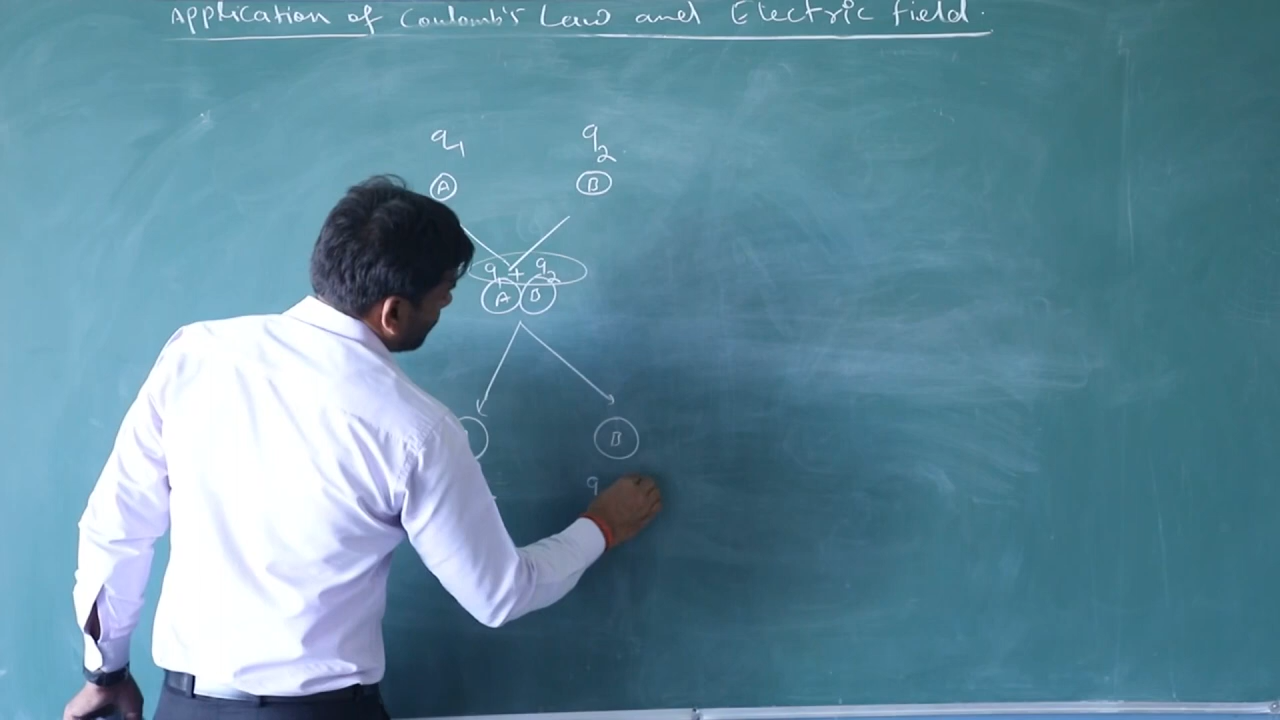 Application of Coulomb's Law and Electric field.
q1 q2
A B
q1 + q2
A B
B
q